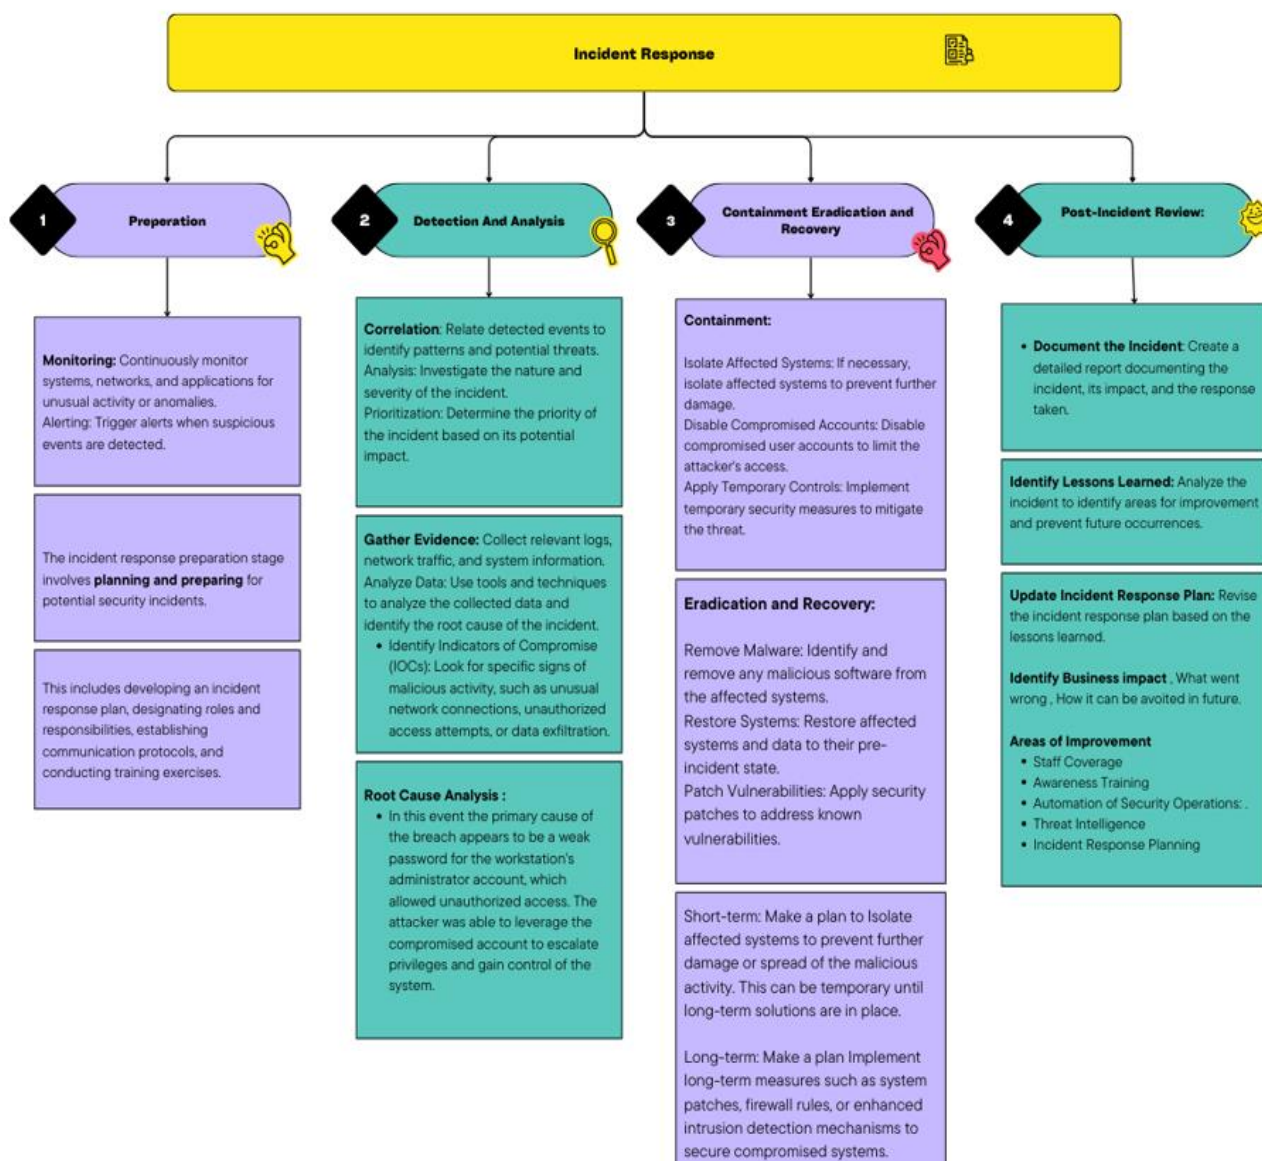 Incident Response
1
Preparation
Monitoring: Continuously monitor
systems, networks, and applications for
unusual activity or anomalies.
Alerting: Trigger alerts when suspicious
events are detected.
The incident response preparation stage
involves planning and preparing for
potential security incidents.
This includes developing an incident
response plan, designating roles and
responsibilities, establishing
communication protocols, and
conducting training exercises.
2
Detection And Analysis
Correlation: Relate detected events to
identify patterns and potential threats.
Analysis: Investigate the nature and
severity of the incident.
Prioritization: Determine the priority of
the incident based on its potential
impact.
Gather Evidence: Collect relevant logs,
network traffic, and system information.
Analyze Data: Use tools and techniques
to analyze the collected data and
identify the root cause of the incident.
• Identify Indicators of Compromise
(IOCs): Look for specific signs of
malicious activity, such as unusual
network connections, unauthorized
access attempts, or data exfiltration.
Root Cause Analysis :
• In this event the primary cause of
the breach appears to be a weak
password for the workstation's
administrator account, which
allowed unauthorized access. The
attacker was able to leverage the
compromised account to escalate
privileges and gain control of the
system.
3
Containment Eradication and
Recovery
Containment:
Isolate Affected Systems: If necessary,
isolate affected systems to prevent further
damage.
Disable Compromised Accounts: Disable
compromised user accounts to limit the
attacker's access.
Apply Temporary Controls: Implement
temporary security measures to mitigate
the threat.
Eradication and Recovery:
Remove Malware: Identify and
remove any malicious software from
the affected systems.
Restore Systems: Restore affected
systems and data to their pre-
incident state.
Patch Vulnerabilities: Apply security
patches to address known
vulnerabilities.
Short-term: Make a plan to Isolate
affected systems to prevent further
damage or spread of the malicious
activity. This can be temporary until
long-term solutions are in place.
Long-term: Make a plan Implement
long-term measures such as system
patches, firewall rules, or enhanced
intrusion detection mechanisms to
secure compromised systems.
4
Post-Incident Review:
• Document the Incident: Create a
detailed report documenting the
incident, its impact, and the response
taken.
Identify Lessons Learned: Analyze the
incident to identify areas for improvement
and prevent future occurrences.
Update Incident Response Plan: Revise
the incident response plan based on the
lessons learned.
Identify Business impact , What went
wrong , How it can be avoited in future.
Areas of Improvement
• Staff Coverage
• Awareness Training
• Automation of Security Operations: .
• Threat Intelligence
• Incident Response Planning